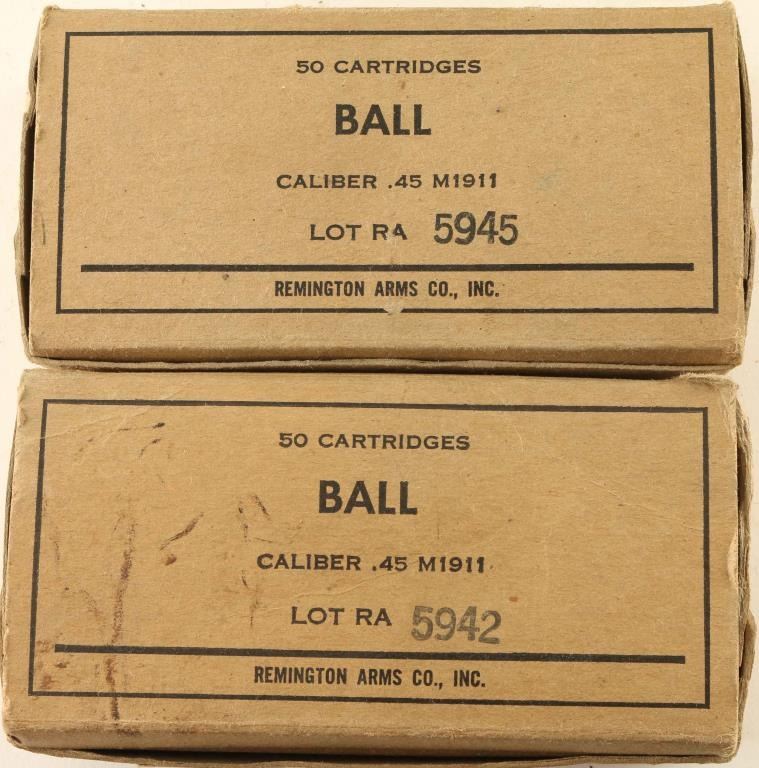 50 CARTRIDGES
BALL
CALIBER .45 M1911
LOT RA 5945
REMINGTON ARMS CO., INC.
50 CARTRIDGES
BALL
CALIBER .45 M1911
LOT RA 5942
REMINGTON ARMS CO., INC.